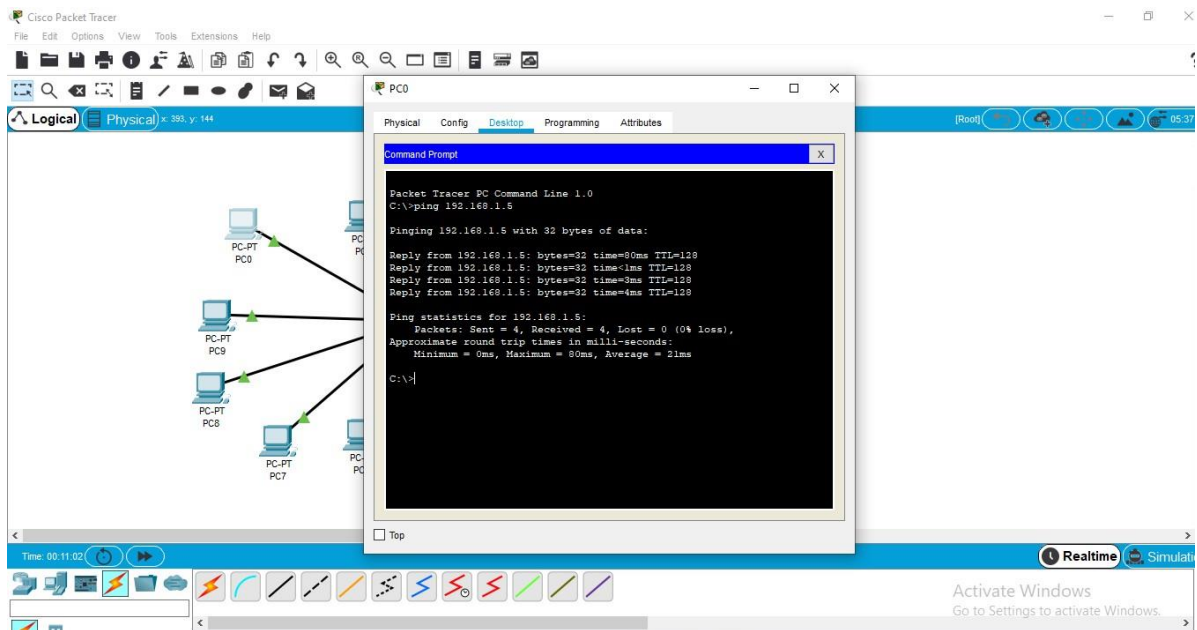 Cisco Packet Tracer
File Edit Options View Tools Extensions Help
PC0
Logical Physical x: 393, y: 144
[Root] 05:37
Physical Config Desktop Programming Attributes
Command Prompt X
Packet Tracer PC Command Line 1.0
C:\>ping 192.168.1.5
Pinging 192.168.1.5 with 32 bytes of data:
Reply from 192.168.1.5: bytes=32 time=80ms TTL=128
Reply from 192.168.1.5: bytes=32 time<1ms TTL=128
Reply from 192.168.1.5: bytes=32 time=3ms TTL=128
Reply from 192.168.1.5: bytes=32 time=4ms TTL=128
Ping statistics for 192.168.1.5:
Packets: Sent = 4, Received = 4, Lost = 0 (0% loss),
Approximate round trip times in milli-seconds:
Minimum = 0ms, Maximum = 80ms, Average = 21ms
C:\>
PC-PT
PC0
PC-PT
PC9
PC-PT
PC8
PC-PT
PC7
Top
Time: 00:11:02
Realtime Simulati
Activate Windows
Go to Settings to activate Windows.